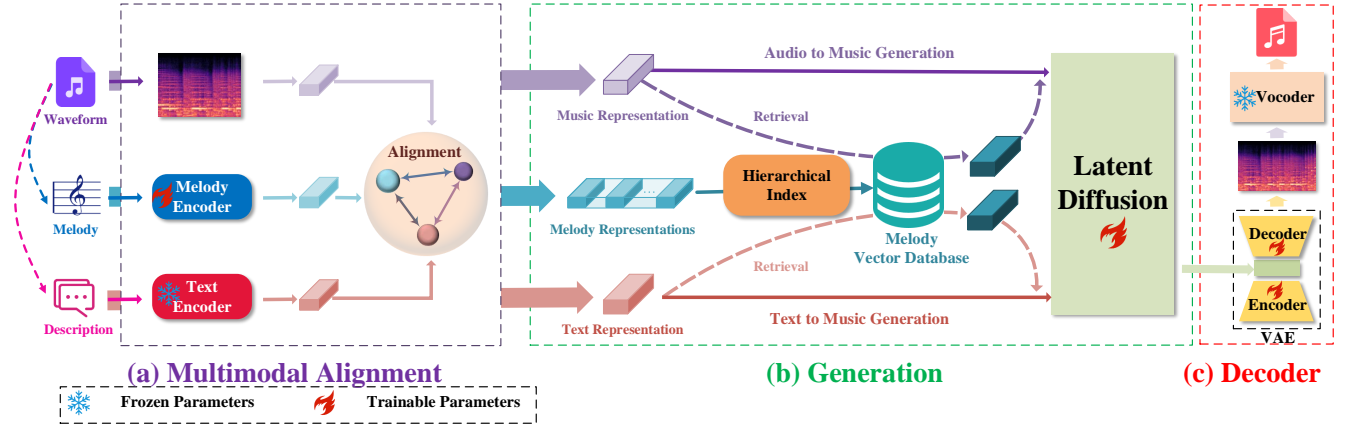 Waveform
Melody
Description
Melody
Encoder
Text
Encoder
Alignment
(a) Multimodal Alignment
Audio to Music Generation
Music Representation
Retrieval
Melody Representations
Hierarchical
Index
Melody
Vector Database
Retrieval
Text Representation
Text to Music Generation
Latent
Diffusion
(b) Generation
Vocoder
Decoder
Encoder
VAE
(c) Decoder
Frozen Parameters
Trainable Parameters